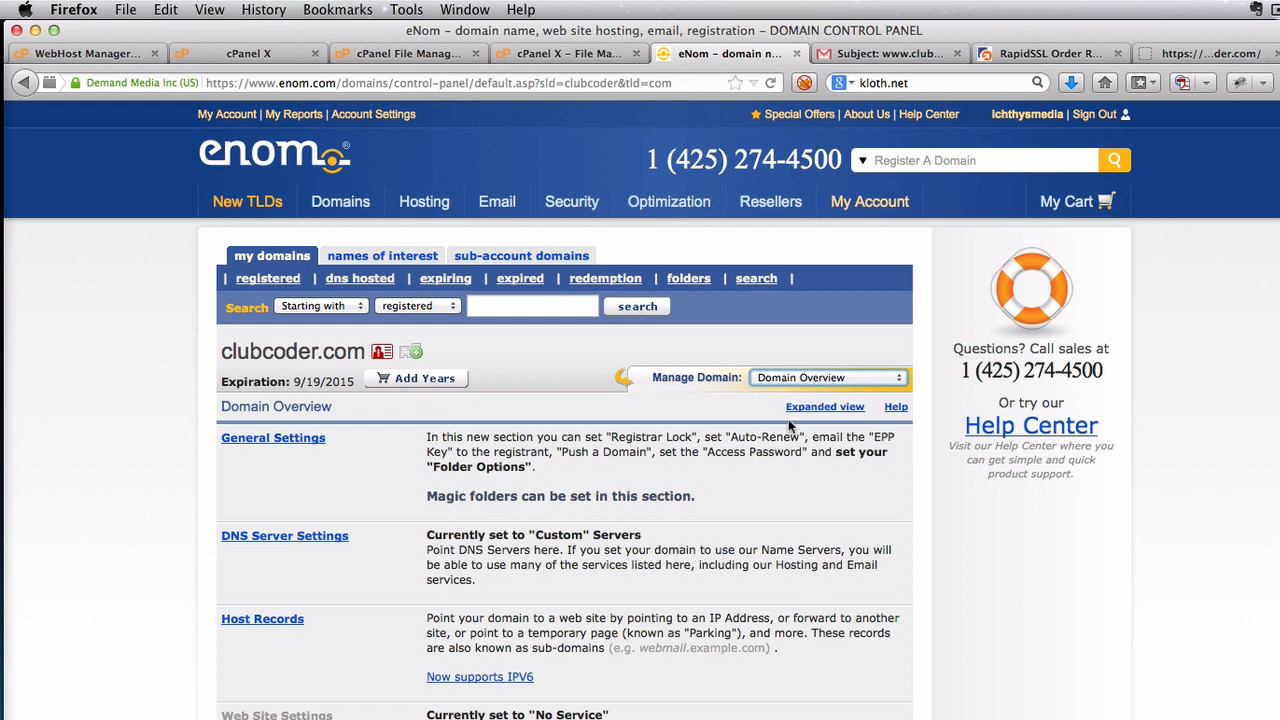 Firefox File Edit View History Bookmarks Tools Window Help
eNom – domain name, web site hosting, email, registration – DOMAIN CONTROL PANEL
cP WebHost Manager... × cP cPanel X × cP cPanel File Manag... × cP cPanel X – File Ma... × eNom – domain n... × Subject: www.club... × RapidSSL Order R... × https://...der.com/ ×
Demand Media Inc (US) https://www.enom.com/domains/control-panel/default.asp?sld=clubcoder&tld=com
kloth.net
My Account | My Reports | Account Settings
Special Offers | About Us | Help Center
ichthysmedia | Sign Out
enom®
1 (425) 274-4500
Register A Domain
New TLDs Domains Hosting Email Security Optimization Resellers My Account My Cart
my domains names of interest sub-account domains
| registered | dns hosted | expiring | expired | redemption | folders | search |
Search Starting with registered search
clubcoder.com
Expiration: 9/19/2015 Add Years
Manage Domain: Domain Overview
Domain Overview
Expanded view Help
General Settings
In this new section you can set "Registrar Lock", set "Auto-Renew", email the "EPP
Key" to the registrant, "Push a Domain", set the "Access Password" and set your
"Folder Options".
Magic folders can be set in this section.
DNS Server Settings
Currently set to "Custom" Servers
Point DNS Servers here. If you set your domain to use our Name Servers, you will
be able to use many of the services listed here, including our Hosting and Email
services.
Host Records
Point your domain to a web site by pointing to an IP Address, or forward to another
site, or point to a temporary page (known as "Parking"), and more. These records
are also known as sub-domains (e.g. webmail.example.com) .
Now supports IPV6
Web Site Settings
Currently set to "No Service"
Questions? Call sales at
1 (425) 274-4500
Or try our
Help Center
Visit our Help Center where you
can get simple and quick
product support.